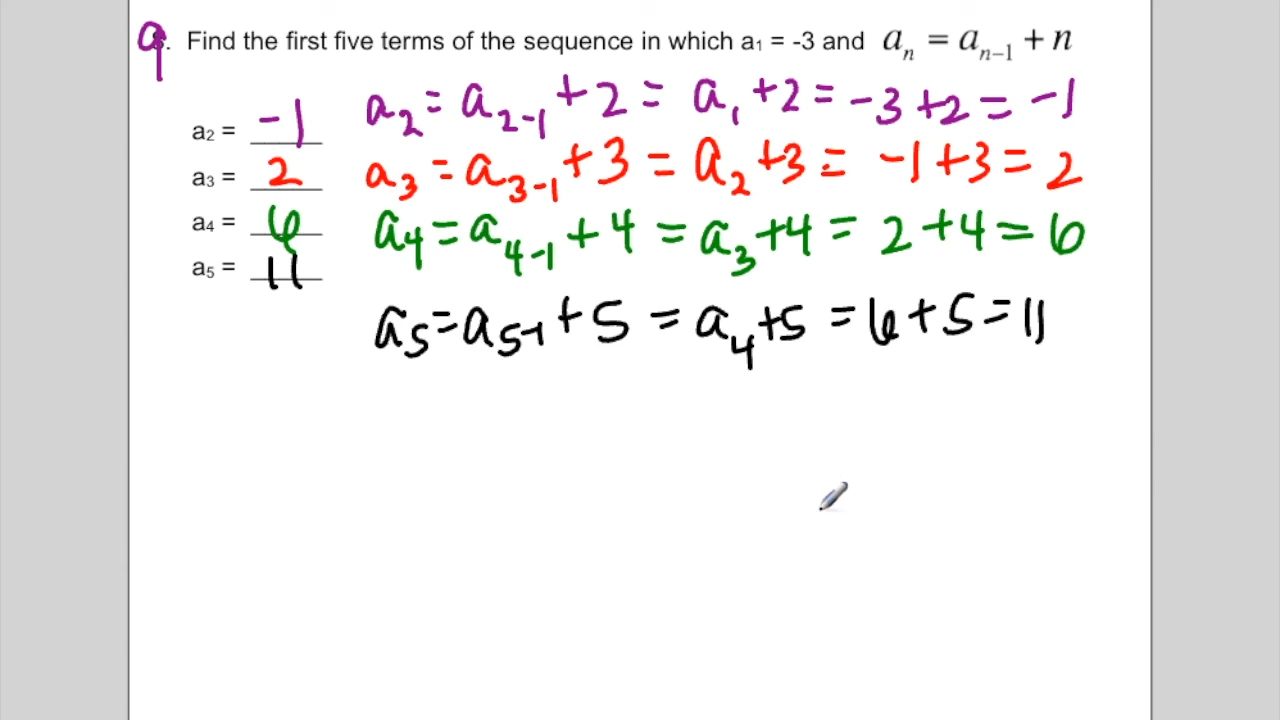 9. Find the first five terms of the sequence in which a₁ = -3 and aₙ = aₙ₋₁ + n
a₂ = -1 a₂ = a₂₋₁ + 2 = a₁ + 2 = -3 + 2 = -1
a₃ = 2 a₃ = a₃₋₁ + 3 = a₂ + 3 = -1 + 3 = 2
a₄ = 6 a₄ = a₄₋₁ + 4 = a₃ + 4 = 2 + 4 = 6
a₅ = 11 a₅ = a₅₋₁ + 5 = a₄ + 5 = 6 + 5 = 11